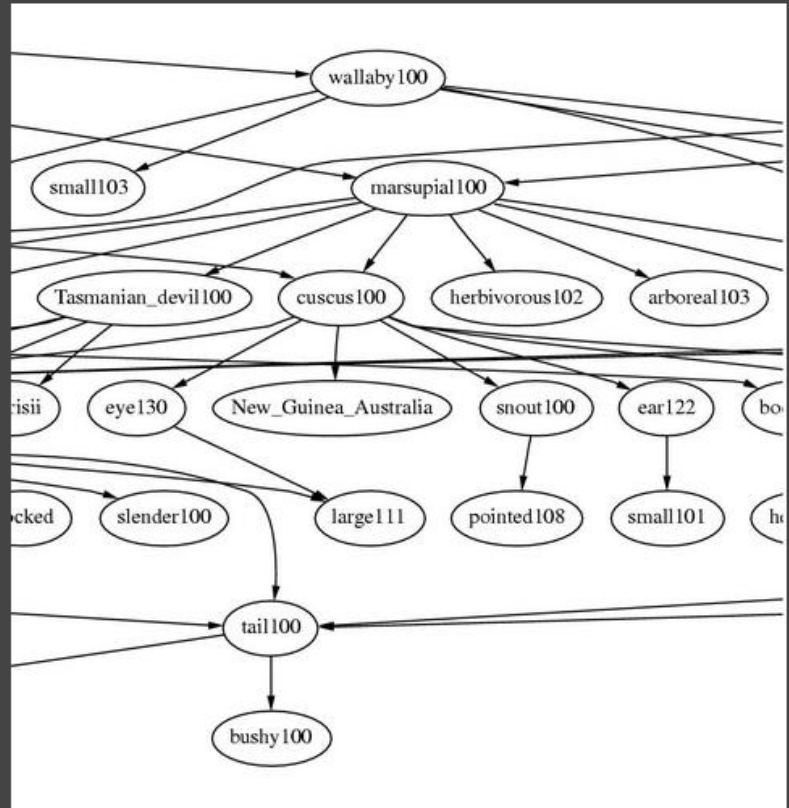 wallaby100
small103
marsupial100
Tasmanian_devil100
cuscus100
herbivorous102
arboreal103
eye130
New_Guinea_Australia
snout100
ear122
slender100
large111
pointed108
small101
tail100
bushy100